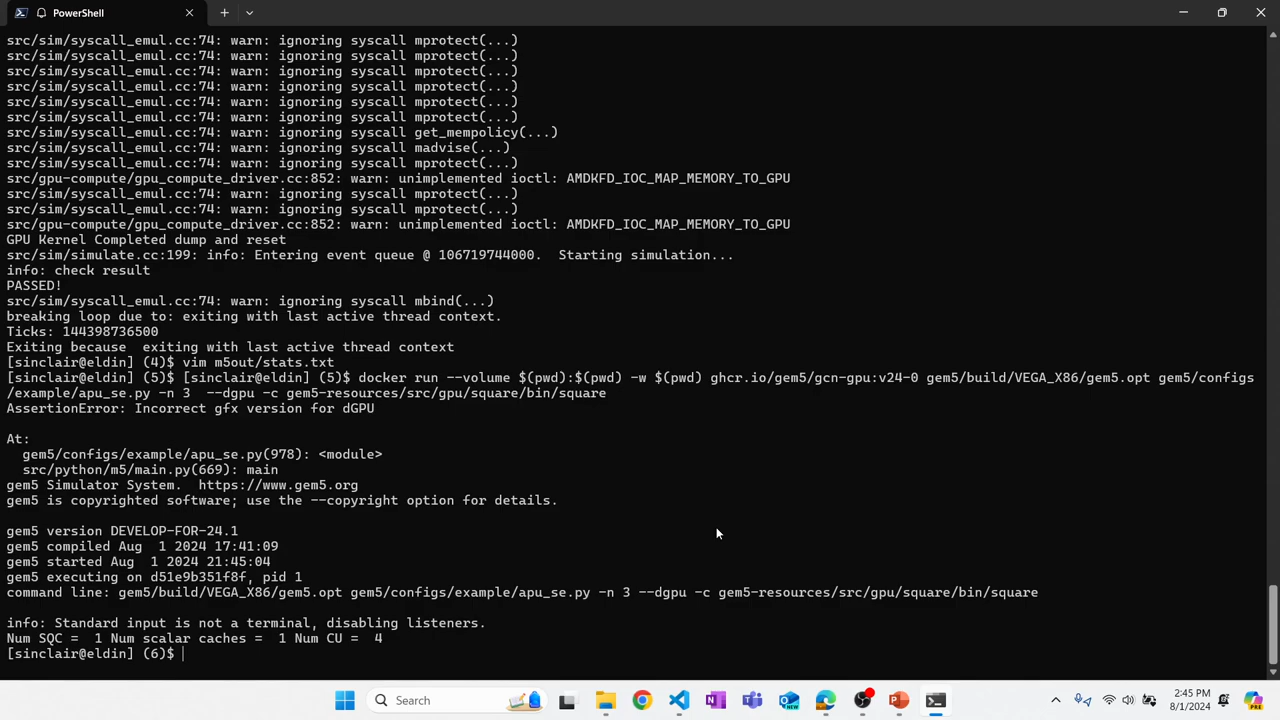 PowerShell
src/sim/syscall_emul.cc:74: warn: ignoring syscall mprotect(...)
src/sim/syscall_emul.cc:74: warn: ignoring syscall mprotect(...)
src/sim/syscall_emul.cc:74: warn: ignoring syscall mprotect(...)
src/sim/syscall_emul.cc:74: warn: ignoring syscall mprotect(...)
src/sim/syscall_emul.cc:74: warn: ignoring syscall mprotect(...)
src/sim/syscall_emul.cc:74: warn: ignoring syscall mprotect(...)
src/sim/syscall_emul.cc:74: warn: ignoring syscall get_mempolicy(...)
src/sim/syscall_emul.cc:74: warn: ignoring syscall madvise(...)
src/sim/syscall_emul.cc:74: warn: ignoring syscall mprotect(...)
src/gpu-compute/gpu_compute_driver.cc:852: warn: unimplemented ioctl: AMDKFD_IOC_MAP_MEMORY_TO_GPU
src/sim/syscall_emul.cc:74: warn: ignoring syscall mprotect(...)
src/sim/syscall_emul.cc:74: warn: ignoring syscall mprotect(...)
src/gpu-compute/gpu_compute_driver.cc:852: warn: unimplemented ioctl: AMDKFD_IOC_MAP_MEMORY_TO_GPU
GPU Kernel Completed dump and reset
src/sim/simulate.cc:199: info: Entering event queue @ 106719744000.  Starting simulation...
info: check result
PASSED!
src/sim/syscall_emul.cc:74: warn: ignoring syscall mbind(...)
breaking loop due to: exiting with last active thread context.
Ticks: 144398736500
Exiting because  exiting with last active thread context
[sinclair@eldin] (4)$ vim m5out/stats.txt
[sinclair@eldin] (5)$ [sinclair@eldin] (5)$ docker run --volume $(pwd):$(pwd) -w $(pwd) ghcr.io/gem5/gcn-gpu:v24-0 gem5/build/VEGA_X86/gem5.opt gem5/configs
/example/apu_se.py -n 3  --dgpu -c gem5-resources/src/gpu/square/bin/square
AssertionError: Incorrect gfx version for dGPU
At:
  gem5/configs/example/apu_se.py(978): <module>
  src/python/m5/main.py(669): main
gem5 Simulator System.  https://www.gem5.org
gem5 is copyrighted software; use the --copyright option for details.
gem5 version DEVELOP-FOR-24.1
gem5 compiled Aug  1 2024 17:41:09
gem5 started Aug  1 2024 21:45:04
gem5 executing on d51e9b351f8f, pid 1
command line: gem5/build/VEGA_X86/gem5.opt gem5/configs/example/apu_se.py -n 3 --dgpu -c gem5-resources/src/gpu/square/bin/square
info: Standard input is not a terminal, disabling listeners.
Num SQC =  1 Num scalar caches =  1 Num CU =  4
[sinclair@eldin] (6)$
Search
2:45 PM
8/1/2024